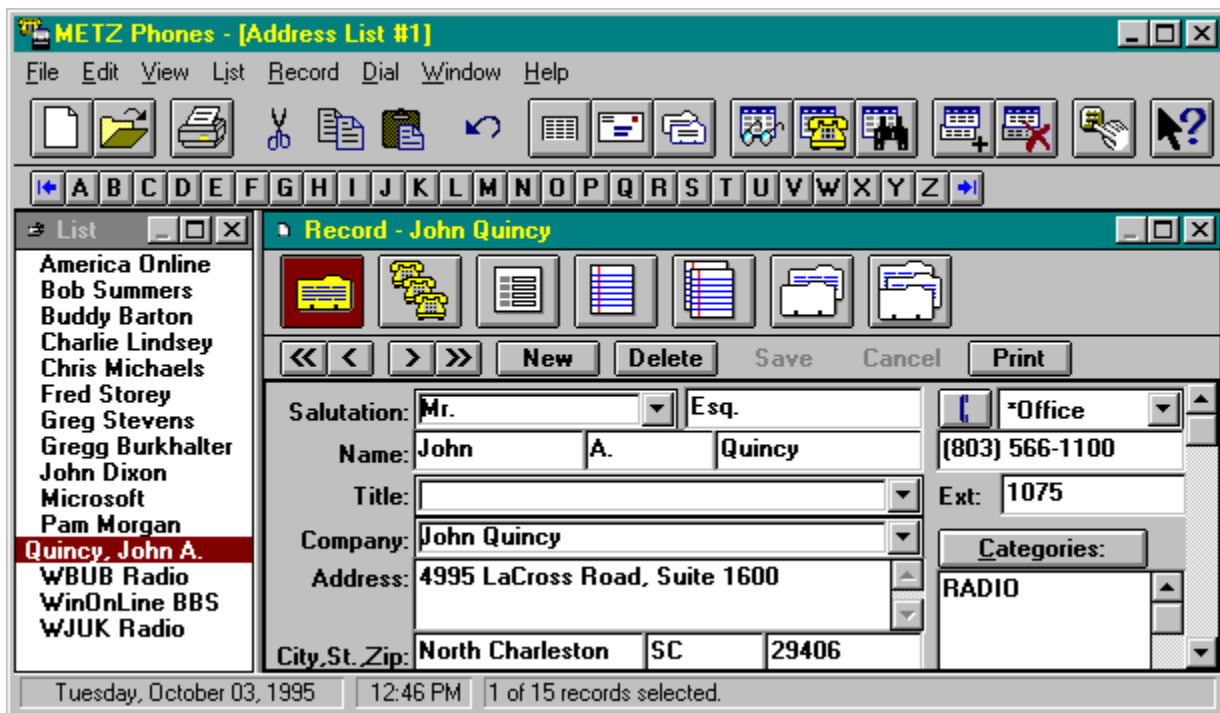 METZ Phones - [Address List #1]
File Edit View List Record Dial Window Help
A B C D E F G H I J K L M N O P Q R S T U V W X Y Z
List
America Online
Bob Summers
Buddy Barton
Charlie Lindsey
Chris Michaels
Fred Storey
Greg Stevens
Gregg Burkhalter
John Dixon
Microsoft
Pam Morgan
Quincy, John A.
WBUB Radio
WinOnLine BBS
WJUK Radio
Record - John Quincy
New Delete Save Cancel Print
Salutation: Mr. Esq.
Name: John A. Quincy
Title:
Company: John Quincy
Address: 4995 LaCross Road, Suite 1600
City,St.,Zip: North Charleston SC 29406
*Office
(803) 566-1100
Ext: 1075
Categories:
RADIO
Tuesday, October 03, 1995 12:46 PM 1 of 15 records selected.